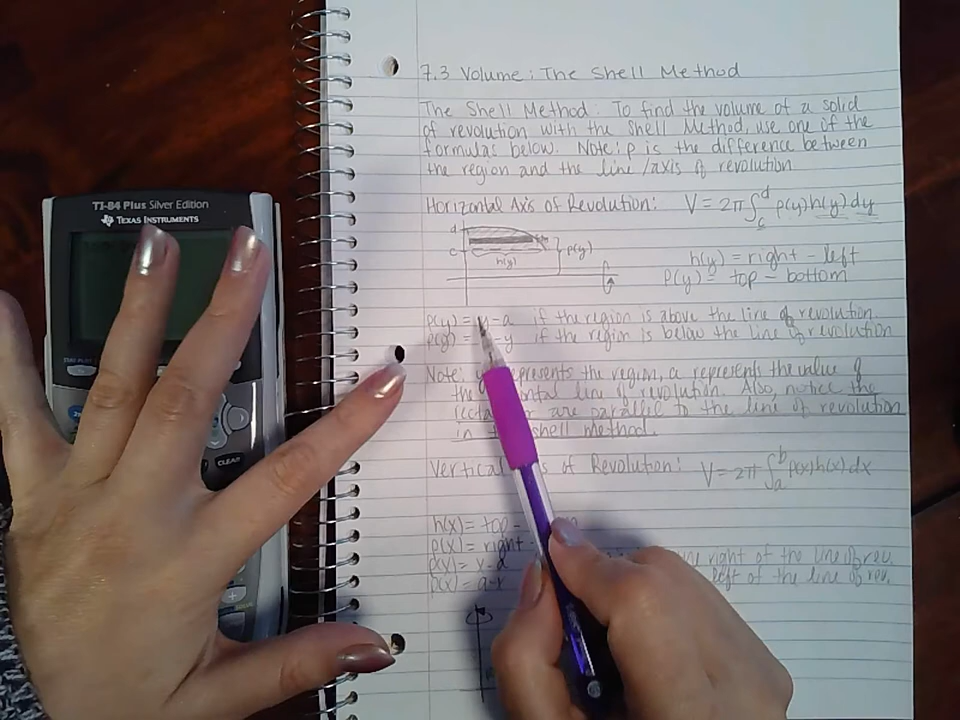 7.3 Volume: The Shell Method
The Shell Method: To find the volume of a solid
of revolution with the Shell Method, use one of the
formulas below. Note: p is the difference between
the region and the line/axis of revolution
Horizontal Axis of Revolution: V = 2π∫_c^d p(y)h(y)dy
d
c
h(y)
p(y)
h(y) = right - left
p(y) = top - bottom
p(y) = y-a if the region is above the line of revolution
p(y) = -y if the region is below the line of revolution
Note: represents the region, a represents the value of
the line of revolution. Also, notice the
are parallel to the line of revolution
in shell method.
Vertical of Revolution: V = 2π∫_a^b p(x)h(x)dx
h(x) = top -
p(x) = right -
p(x) = x-a right of the line of rev.
p(x) = a-x left of the line of rev.
TI-84 Plus Silver Edition
TEXAS INSTRUMENTS
CLEAR